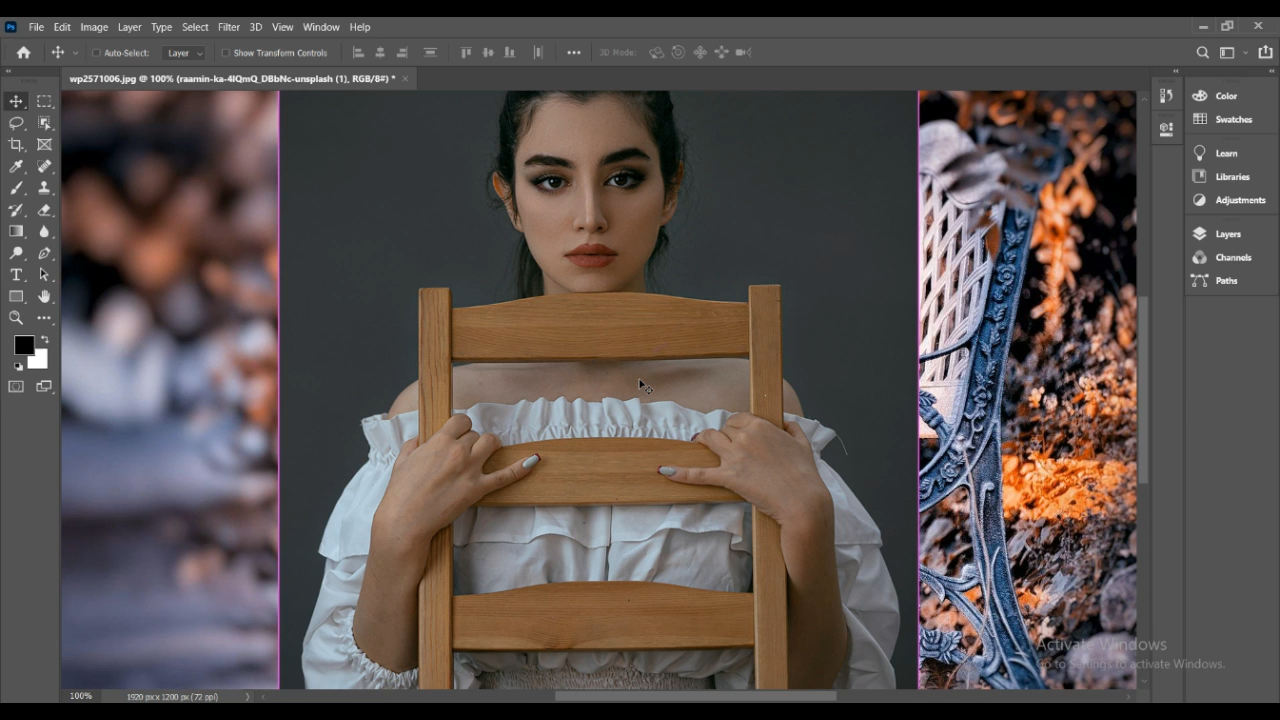 Ps File Edit Image Layer Type Select Filter 3D View Window Help
Auto-Select: Layer Show Transform Controls 3D Mode:
wp2571006.jpg @ 100% (raamin-ka-4IQmQ_DBbNc-unsplash (1), RGB/8#) *
Color
Swatches
Learn
Libraries
Adjustments
Layers
Channels
Paths
Activate Windows
Go to Settings to activate Windows.
100% 1920 px x 1200 px (72 ppi)